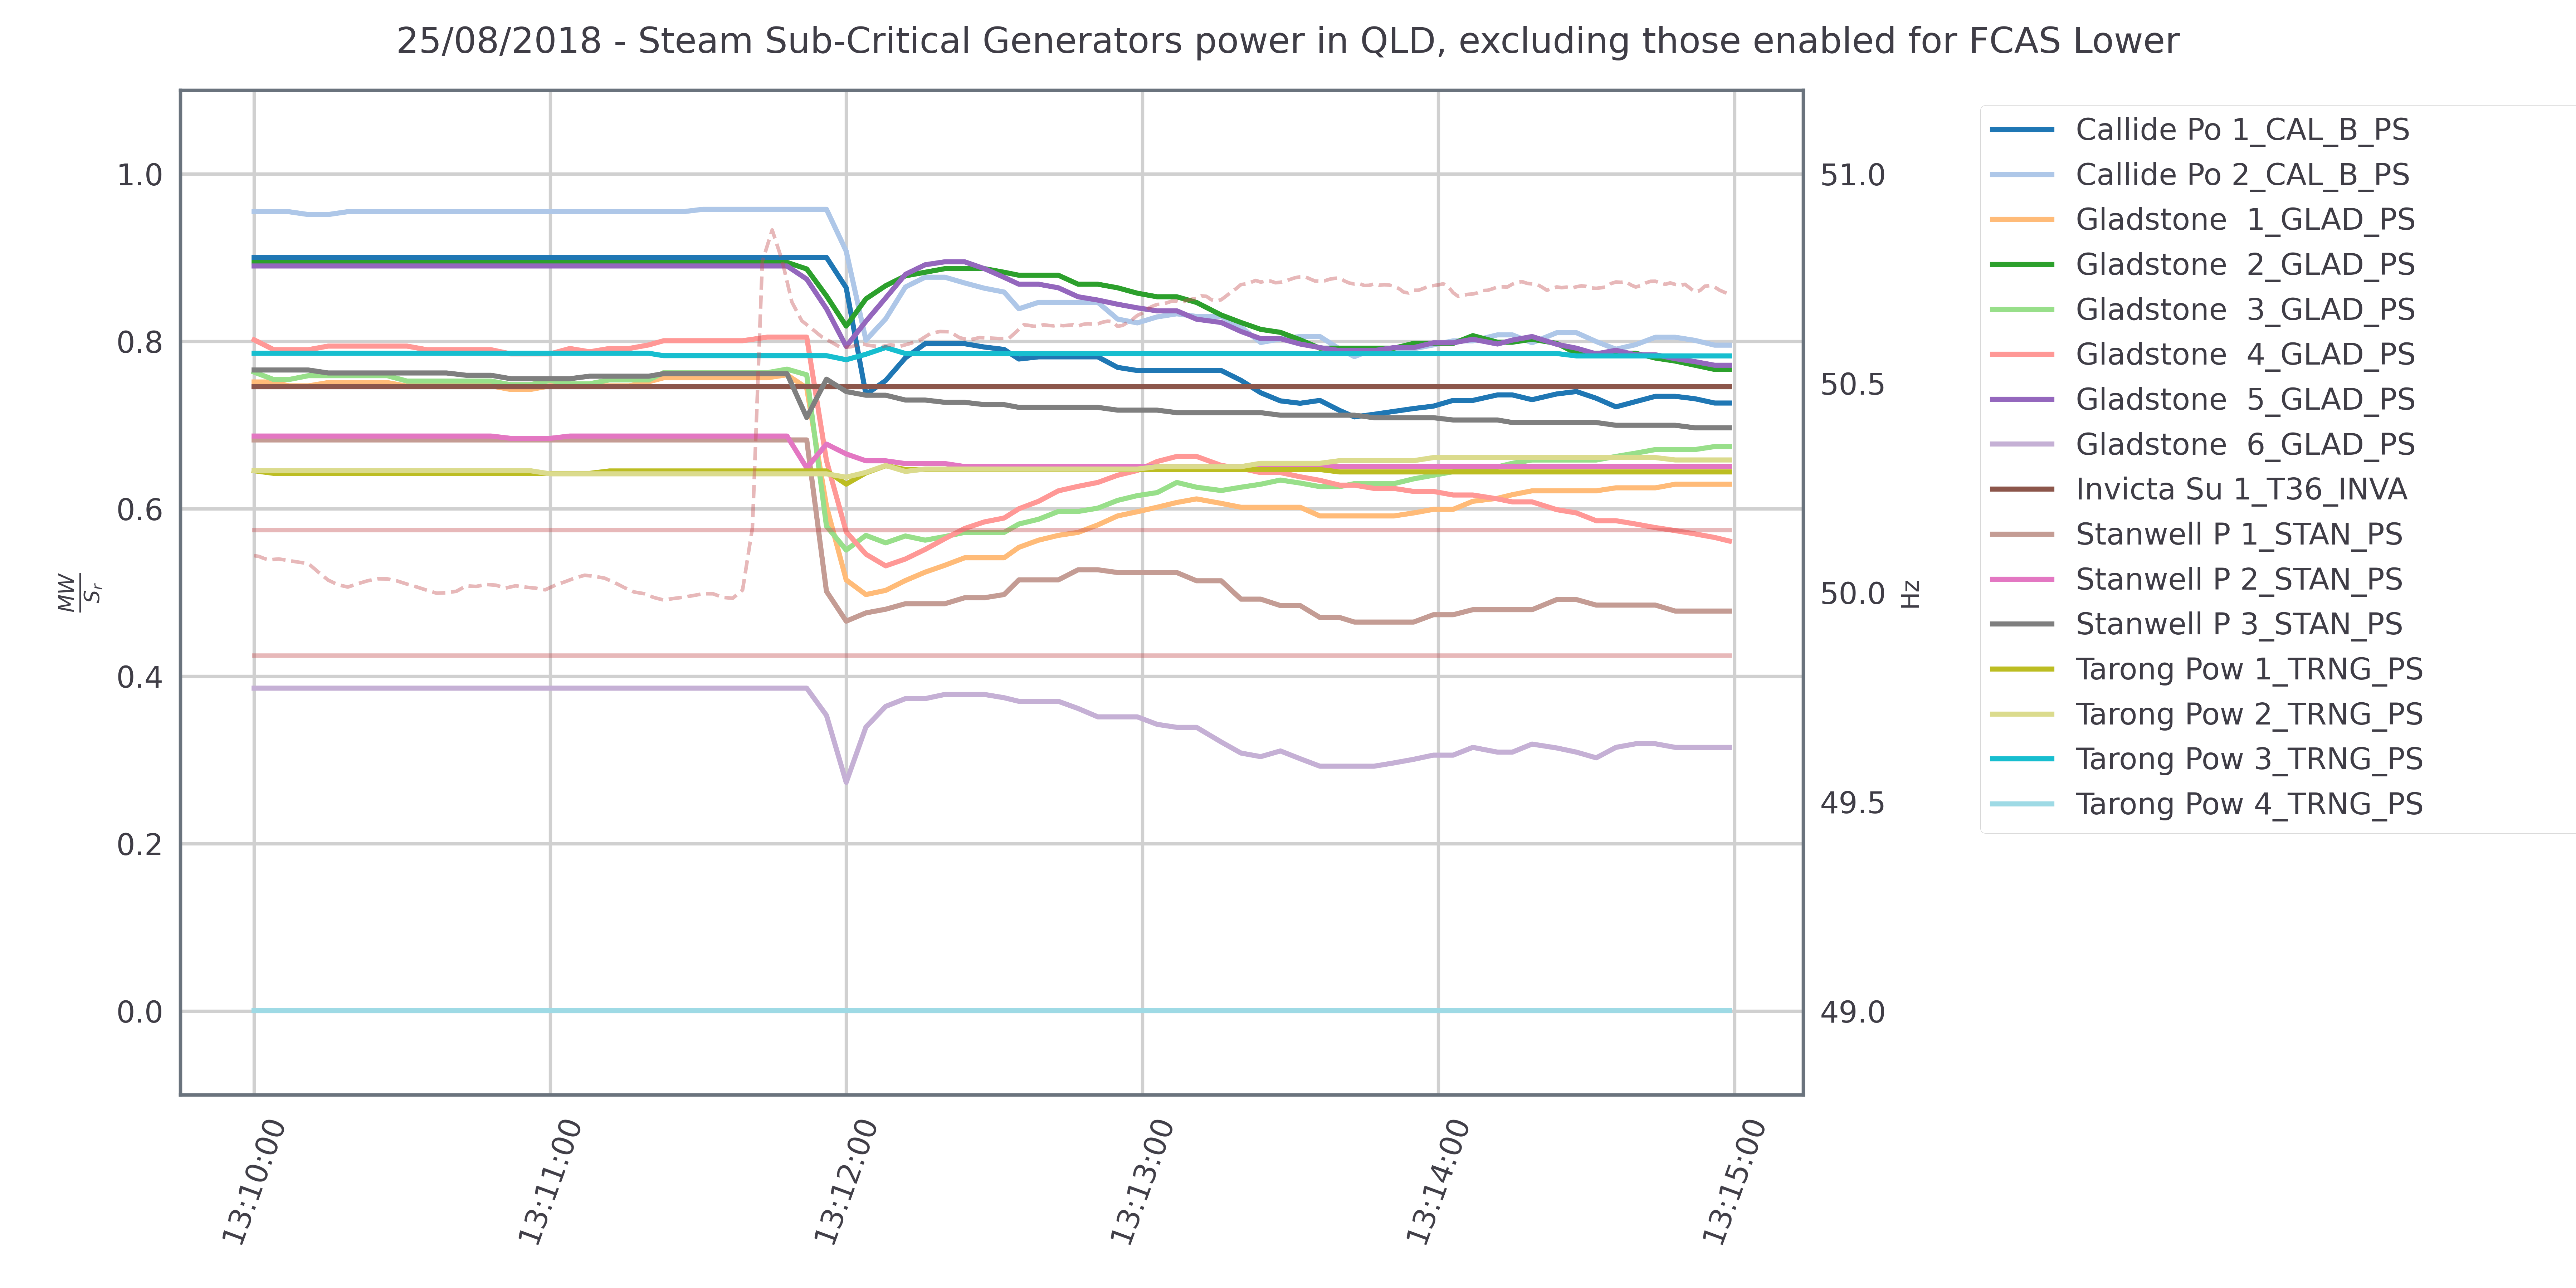 25/08/2018 - Steam Sub-Critical Generators power in QLD, excluding those enabled for FCAS Lower
1.0
0.8
0.6
0.4
0.2
0.0
MW
S_r
51.0
50.5
50.0
49.5
49.0
Hz
13:10:00
13:11:00
13:12:00
13:13:00
13:14:00
13:15:00
Callide Po 1_CAL_B_PS
Callide Po 2_CAL_B_PS
Gladstone  1_GLAD_PS
Gladstone  2_GLAD_PS
Gladstone  3_GLAD_PS
Gladstone  4_GLAD_PS
Gladstone  5_GLAD_PS
Gladstone  6_GLAD_PS
Invicta Su 1_T36_INVA
Stanwell P 1_STAN_PS
Stanwell P 2_STAN_PS
Stanwell P 3_STAN_PS
Tarong Pow 1_TRNG_PS
Tarong Pow 2_TRNG_PS
Tarong Pow 3_TRNG_PS
Tarong Pow 4_TRNG_PS